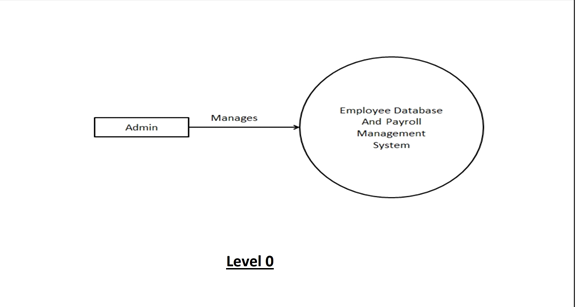 Manages
Admin
Employee Database
And Payroll
Management
System
Level 0